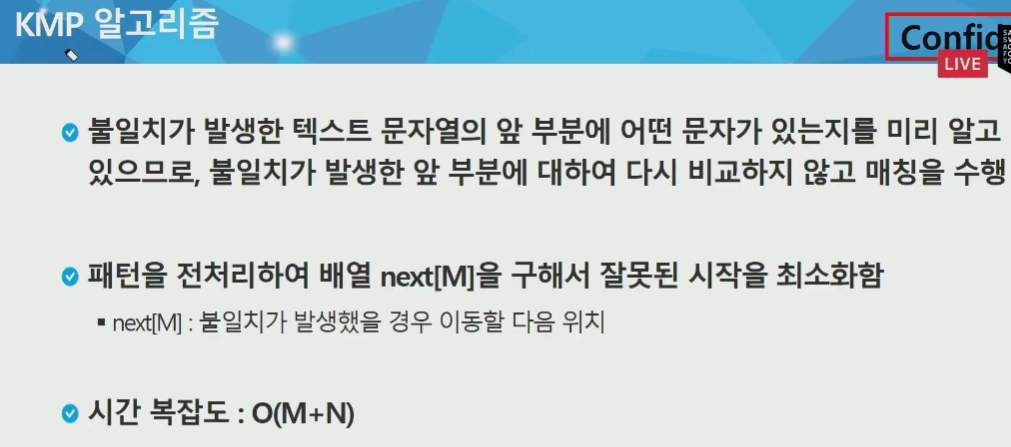 KMP 알고리즘
Confid
LIVE
불일치가 발생한 텍스트 문자열의 앞 부분에 어떤 문자가 있는지를 미리 알고
있으므로, 불일치가 발생한 앞 부분에 대하여 다시 비교하지 않고 매칭을 수행
패턴을 전처리하여 배열 next[M]을 구해서 잘못된 시작을 최소화함
next[M] : 불일치가 발생했을 경우 이동할 다음 위치
시간 복잡도 : O(M+N)